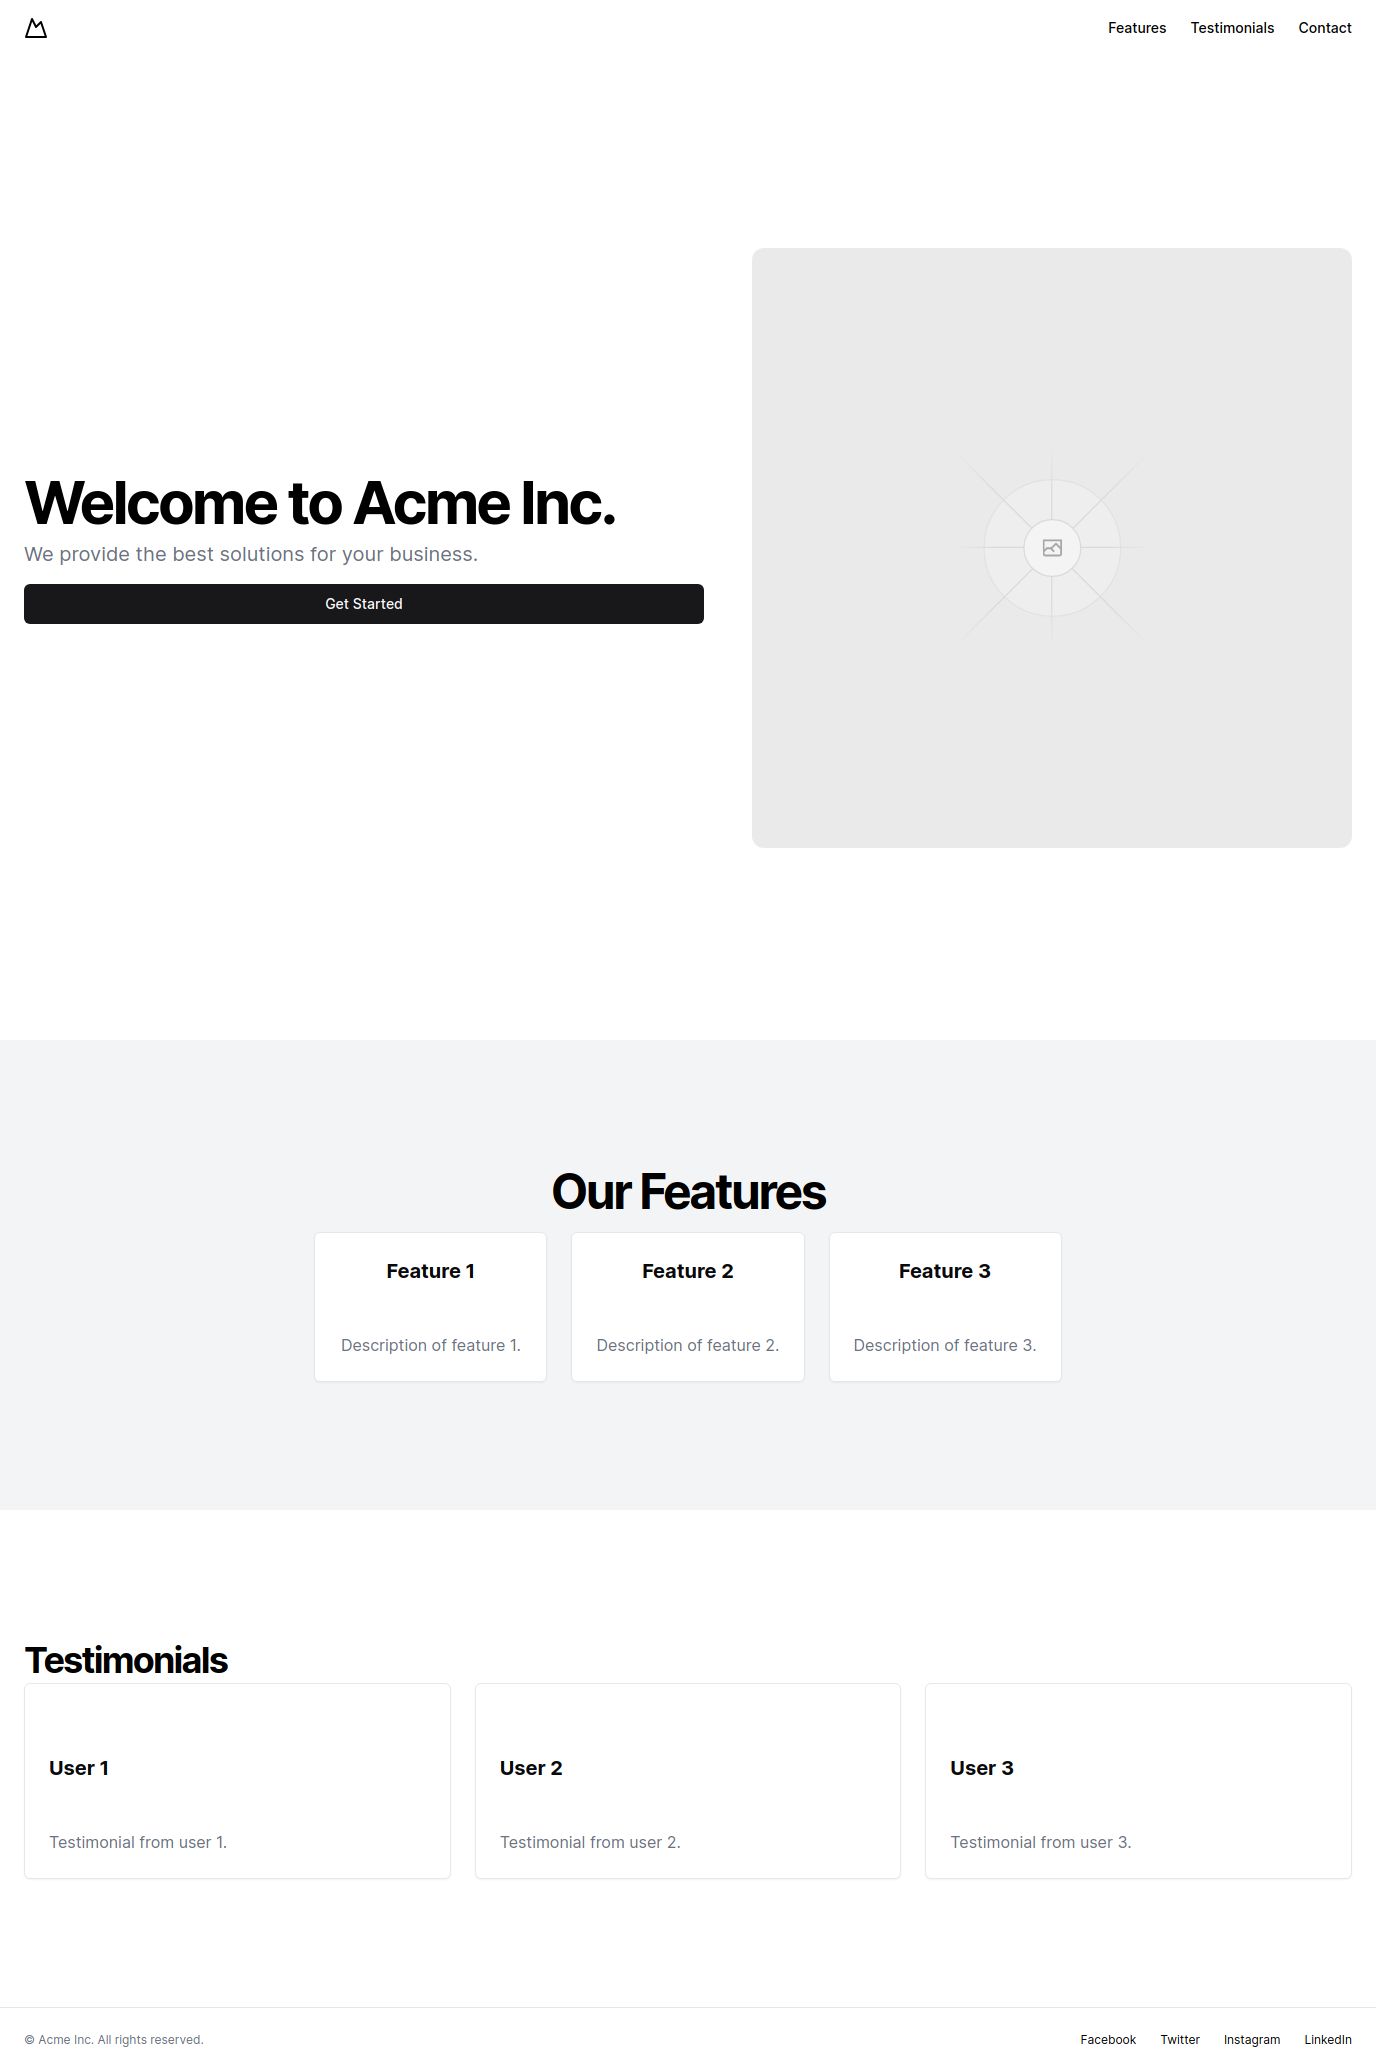 Features Testimonials Contact
Welcome to Acme Inc.
We provide the best solutions for your business.
Get Started
Our Features
Feature 1
Description of feature 1.
Feature 2
Description of feature 2.
Feature 3
Description of feature 3.
Testimonials
User 1
Testimonial from user 1.
User 2
Testimonial from user 2.
User 3
Testimonial from user 3.
© Acme Inc. All rights reserved.
Facebook Twitter Instagram LinkedIn